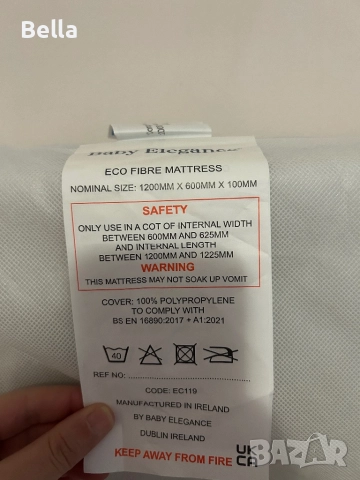 Bella
Baby Elegance
ECO FIBRE MATTRESS
NOMINAL SIZE: 1200MM X 600MM X 100MM
SAFETY
ONLY USE IN A COT OF INTERNAL WIDTH
BETWEEN 600MM AND 625MM
AND INTERNAL LENGTH
BETWEEN 1200MM AND 1225MM
WARNING
THIS MATTRESS MAY NOT SOAK UP VOMIT
COVER: 100% POLYPROPYLENE
TO COMPLY WITH
BS EN 16890:2017 + A1:2021
40
REF NO:
CODE: EC119
MANUFACTURED IN IRELAND
BY BABY ELEGANCE
DUBLIN IRELAND
KEEP AWAY FROM FIRE
UK
CA
BAZAR